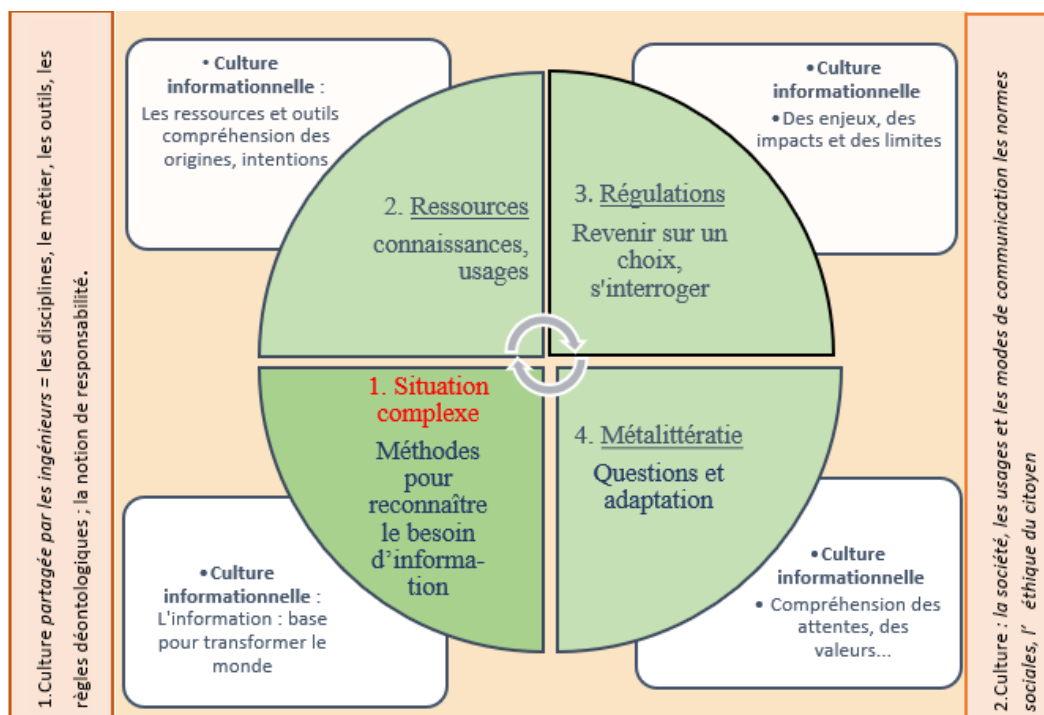 1.Culture partagée par les ingénieurs = les disciplines, le métier, les outils, les
règles déontologiques ; la notion de responsabilité.
• Culture
informationnelle :
Les ressources et outils
compréhension des
origines, intentions
2. Ressources
connaissances,
usages
• Culture
informationnelle
• Des enjeux, des
impacts et des limites
3. Régulations
Revenir sur un
choix,
s'interroger
1. Situation
complexe
Méthodes
pour
reconnaître
le besoin
d’informa-
tion
• Culture
informationnelle :
L'information : base
pour transformer le
monde
4. Métalittératie
Questions et
adaptation
• Culture
informationnelle
• Compréhension des
attentes, des
valeurs...
2.Culture : la société, les usages et les modes de communication les normes
sociales, l’ éthique du citoyen